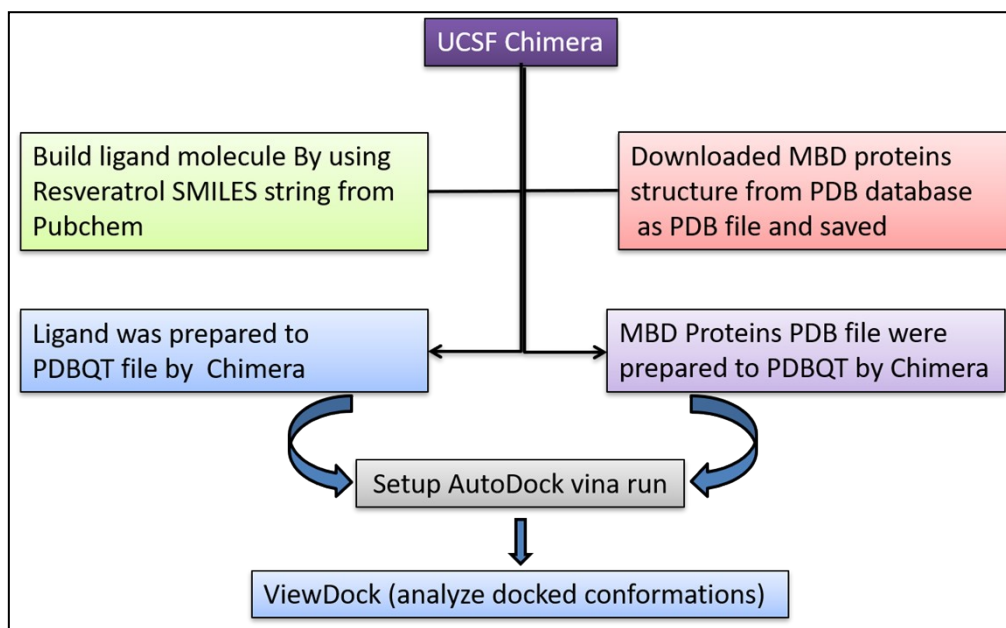 UCSF Chimera
Build ligand molecule By using
Resveratrol SMILES string from
Pubchem
Downloaded MBD proteins
structure from PDB database
as PDB file and saved
Ligand was prepared to
PDBQT file by Chimera
MBD Proteins PDB file were
prepared to PDBQT by Chimera
Setup AutoDock vina run
ViewDock (analyze docked conformations)